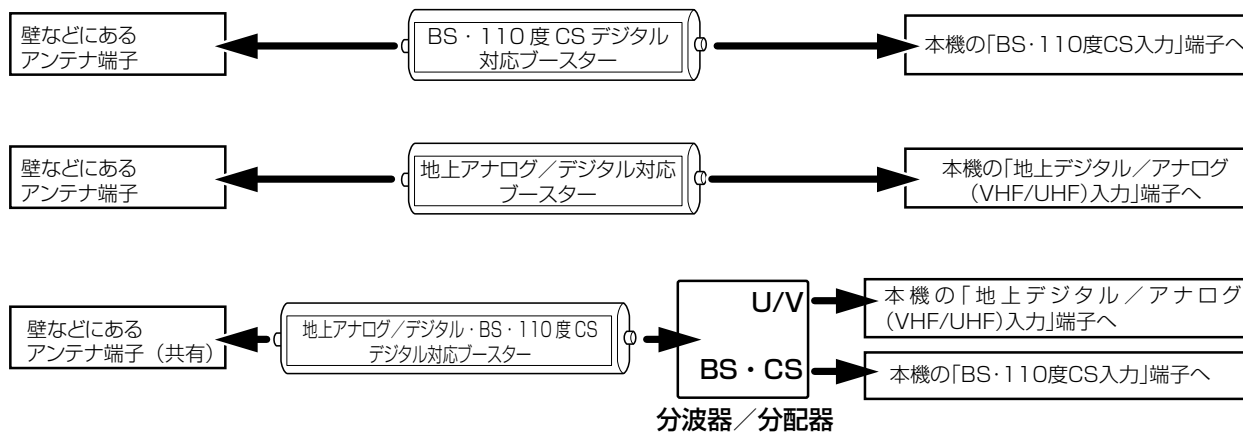 壁などにある
アンテナ端子
BS・110度CSデジタル
対応ブースター
本機の「BS･110度CS入力」端子へ
壁などにある
アンテナ端子
地上アナログ／デジタル対応
ブースター
本機の「地上デジタル／アナログ
(VHF/UHF)入力」端子へ
壁などにある
アンテナ端子（共有）
地上アナログ／デジタル・BS・110度CS
デジタル対応ブースター
U/V
BS・CS
分波器／分配器
本機の「地上デジタル／アナログ
(VHF/UHF)入力」端子へ
本機の「BS･110度CS入力」端子へ